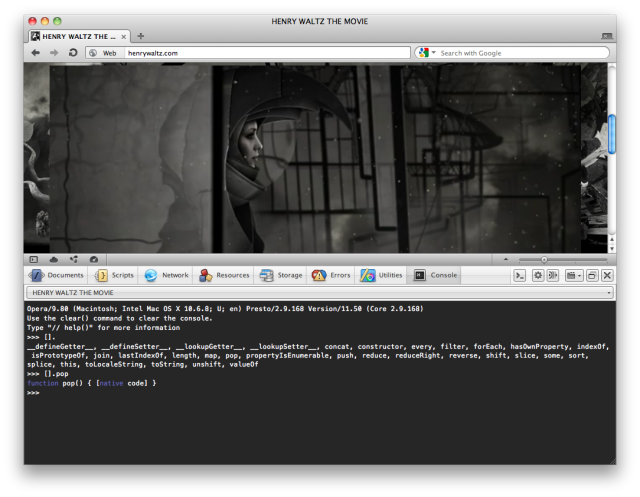 HENRY WALTZ THE MOVIE
HENRY WALTZ THE ...
Web henrywaltz.com Search with Google
Documents Scripts Network Resources Storage Errors Utilities Console
HENRY WALTZ THE MOVIE
Opera/9.80 (Macintosh; Intel Mac OS X 10.6.8; U; en) Presto/2.9.168 Version/11.50 (Core 2.9.168)
Use the clear() command to clear the console.
Type "// help()" for more information
>>> [].
__defineGetter__, __defineSetter__, __lookupGetter__, __lookupSetter__, concat, constructor, every, filter, forEach, hasOwnProperty, indexOf,
isPrototypeOf, join, lastIndexOf, length, map, pop, propertyIsEnumerable, push, reduce, reduceRight, reverse, shift, slice, some, sort,
splice, this, toLocaleString, toString, unshift, valueOf
>>> [].pop
function pop() { [native code] }
>>>